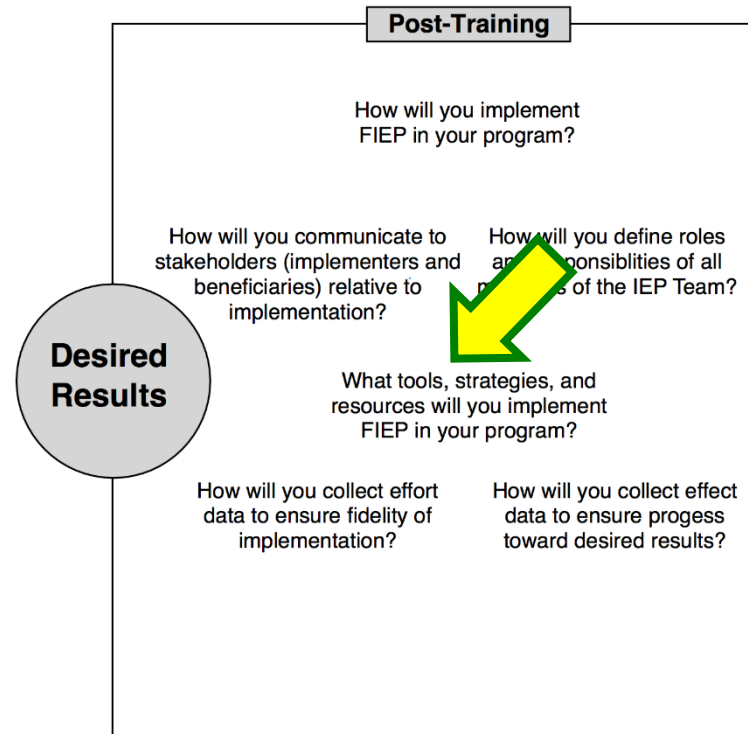 Post-Training
How will you implement
FIEP in your program?
How will you communicate to
stakeholders (implementers and
beneficiaries) relative to
implementation?
How will you define roles
responsiblities of all
of the IEP Team?
Desired
Results
What tools, strategies, and
resources will you implement
FIEP in your program?
How will you collect effort
data to ensure fidelity of
implementation?
How will you collect effect
data to ensure progess
toward desired results?